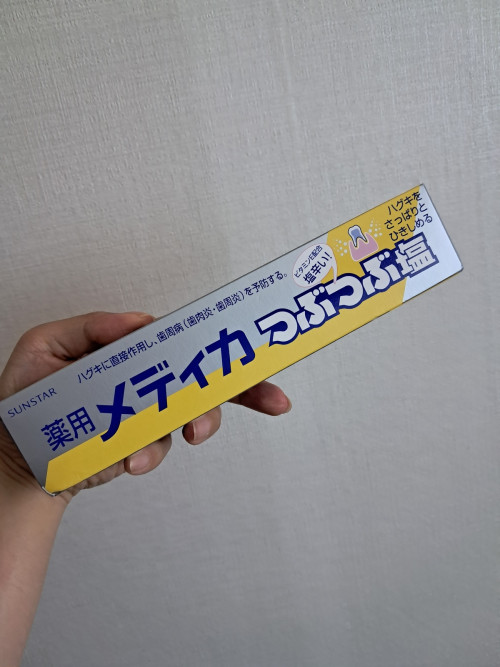 SUNSTAR
ハグキに直接作用し、歯周病(歯肉炎・歯周炎)を予防する。
薬用
メディカ
つぶつぶ塩
ビタミンE配合
塩辛い!
ハグキを
さっぱりと
ひきしめる